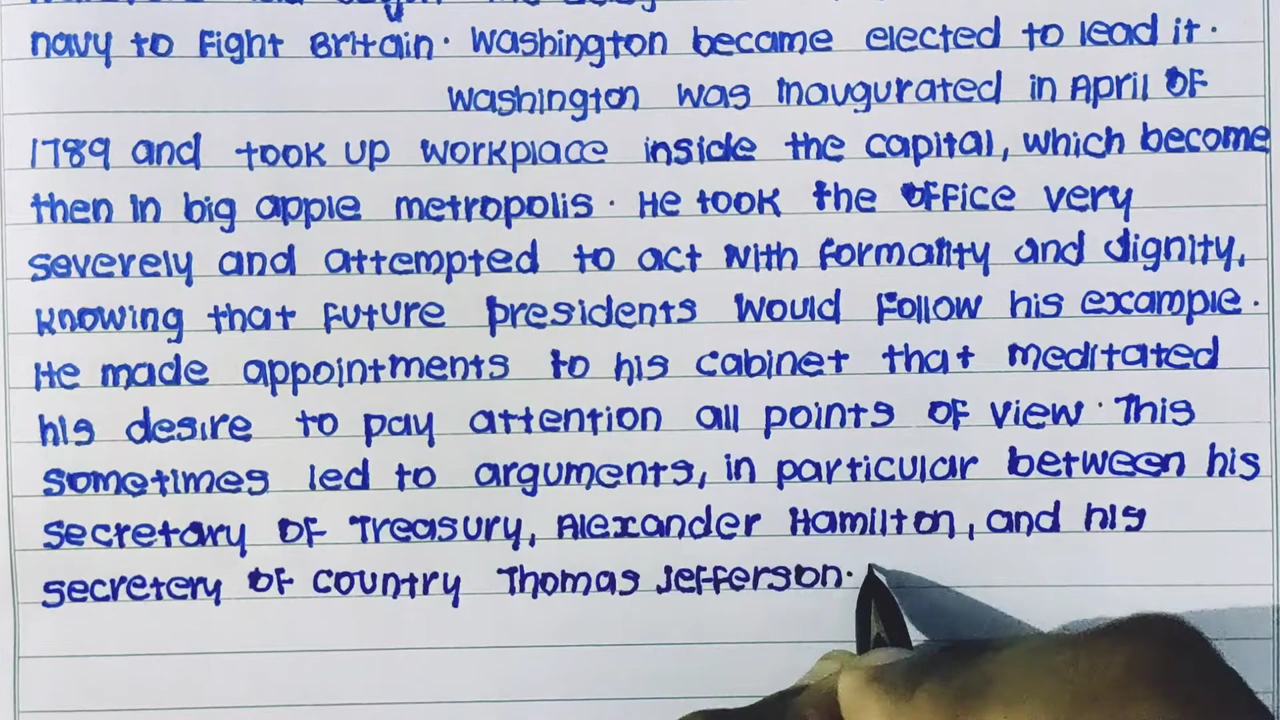 navy to Fight Britain. Washington became elected to lead it.
Washington was inaugurated in April of
1789 and took up workplace inside the capital, which become
then in big apple metropolis. He took the office very
severely and attempted to act with formality and dignity,
knowing that future presidents would follow his example.
He made appointments to his cabinet that meditated
his desire to pay attention all points of view. This
sometimes led to arguments, in particular between his
secretary of Treasury, Alexander Hamilton, and his
secretery of country Thomas Jefferson.